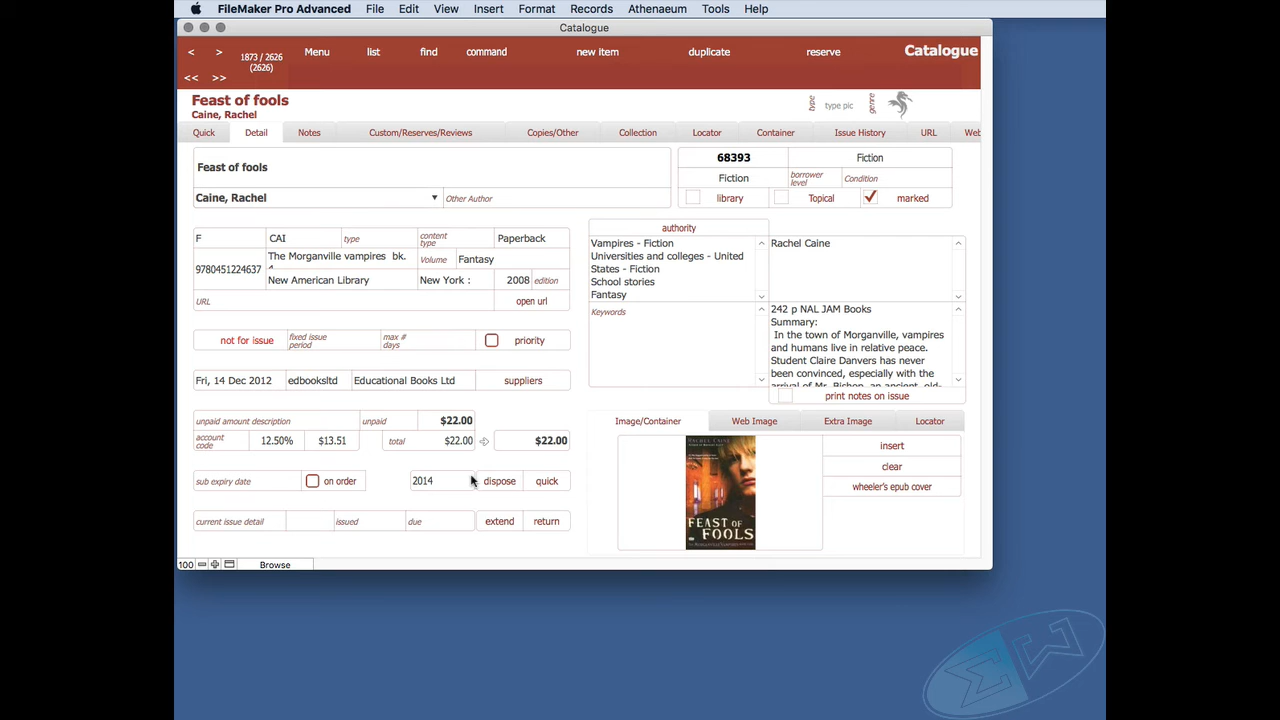 FileMaker Pro Advanced File Edit View Insert Format Records Athenaeum Tools Help
Catalogue
< > 1873 / 2626 Menu list find command new item duplicate reserve Catalogue
(2626)
<< >>
Feast of fools
Caine, Rachel
type type pic genre
Quick Detail Notes Custom/Reserves/Reviews Copies/Other Collection Locator Container Issue History URL Web
Feast of fools
Caine, Rachel Other Author
68393 Fiction
Fiction borrower level Condition
library Topical marked
F CAI type content type Paperback
9780451224637 The Morganville vampires bk. Volume Fantasy
New American Library New York : 2008 edition
URL open url
authority
Vampires - Fiction
Universities and colleges - United
States - Fiction
School stories
Fantasy
Rachel Caine
Keywords
242 p NAL JAM Books
Summary:
In the town of Morganville, vampires
and humans live in relative peace.
Student Claire Danvers has never
been convinced, especially with the
arrival of Mr. Bishop, an ancient, old-
print notes on issue
not for issue fixed issue period max # days priority
Fri, 14 Dec 2012 edbooksltd Educational Books Ltd suppliers
unpaid amount description unpaid $22.00
account code 12.50% $13.51 total $22.00 $22.00
sub expiry date on order 2014 dispose quick
current issue detail issued due extend return
Image/Container Web Image Extra Image Locator
insert
clear
wheeler's epub cover
RACHEL CAINE
FEAST OF
FOOLS
100 Browse